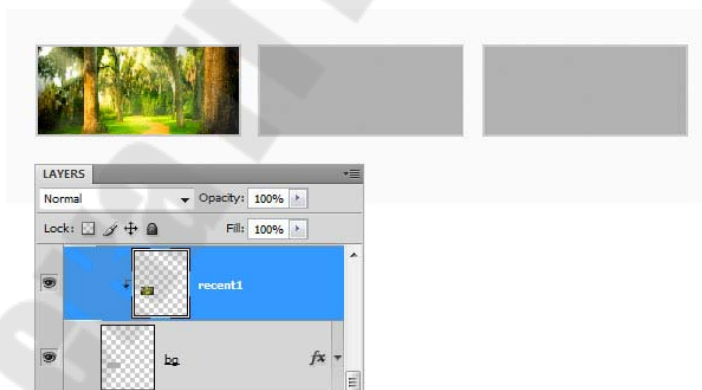 LAYERS
Normal Opacity: 100%
Lock: Fill: 100%
recent1
bg fx